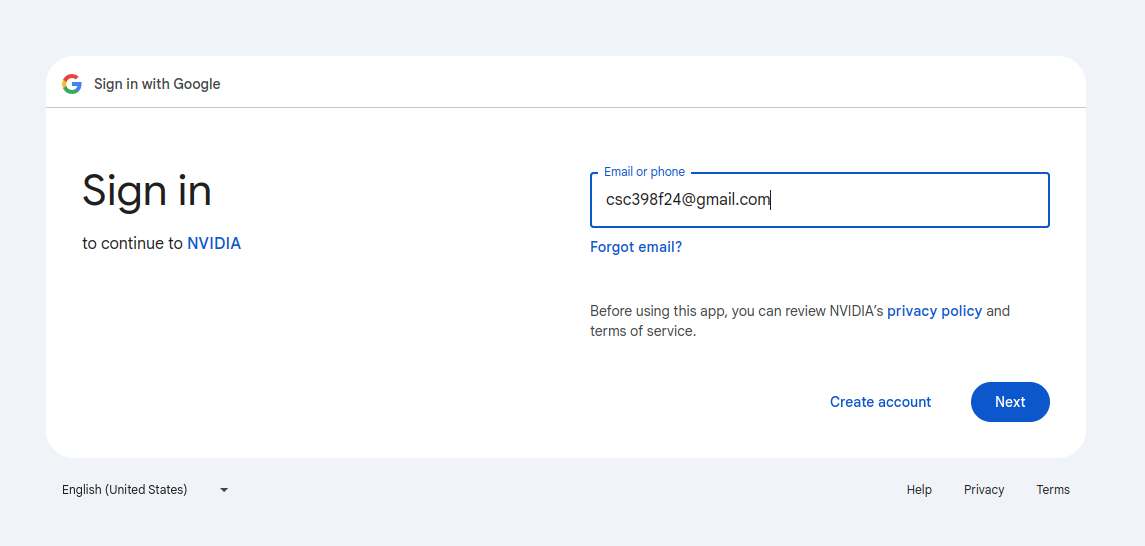 Sign in with Google
Sign in
to continue to NVIDIA
Email or phone
csc398f24@gmail.com
Forgot email?
Before using this app, you can review NVIDIA’s privacy policy and
terms of service.
Create account
Next
English (United States)
Help
Privacy
Terms